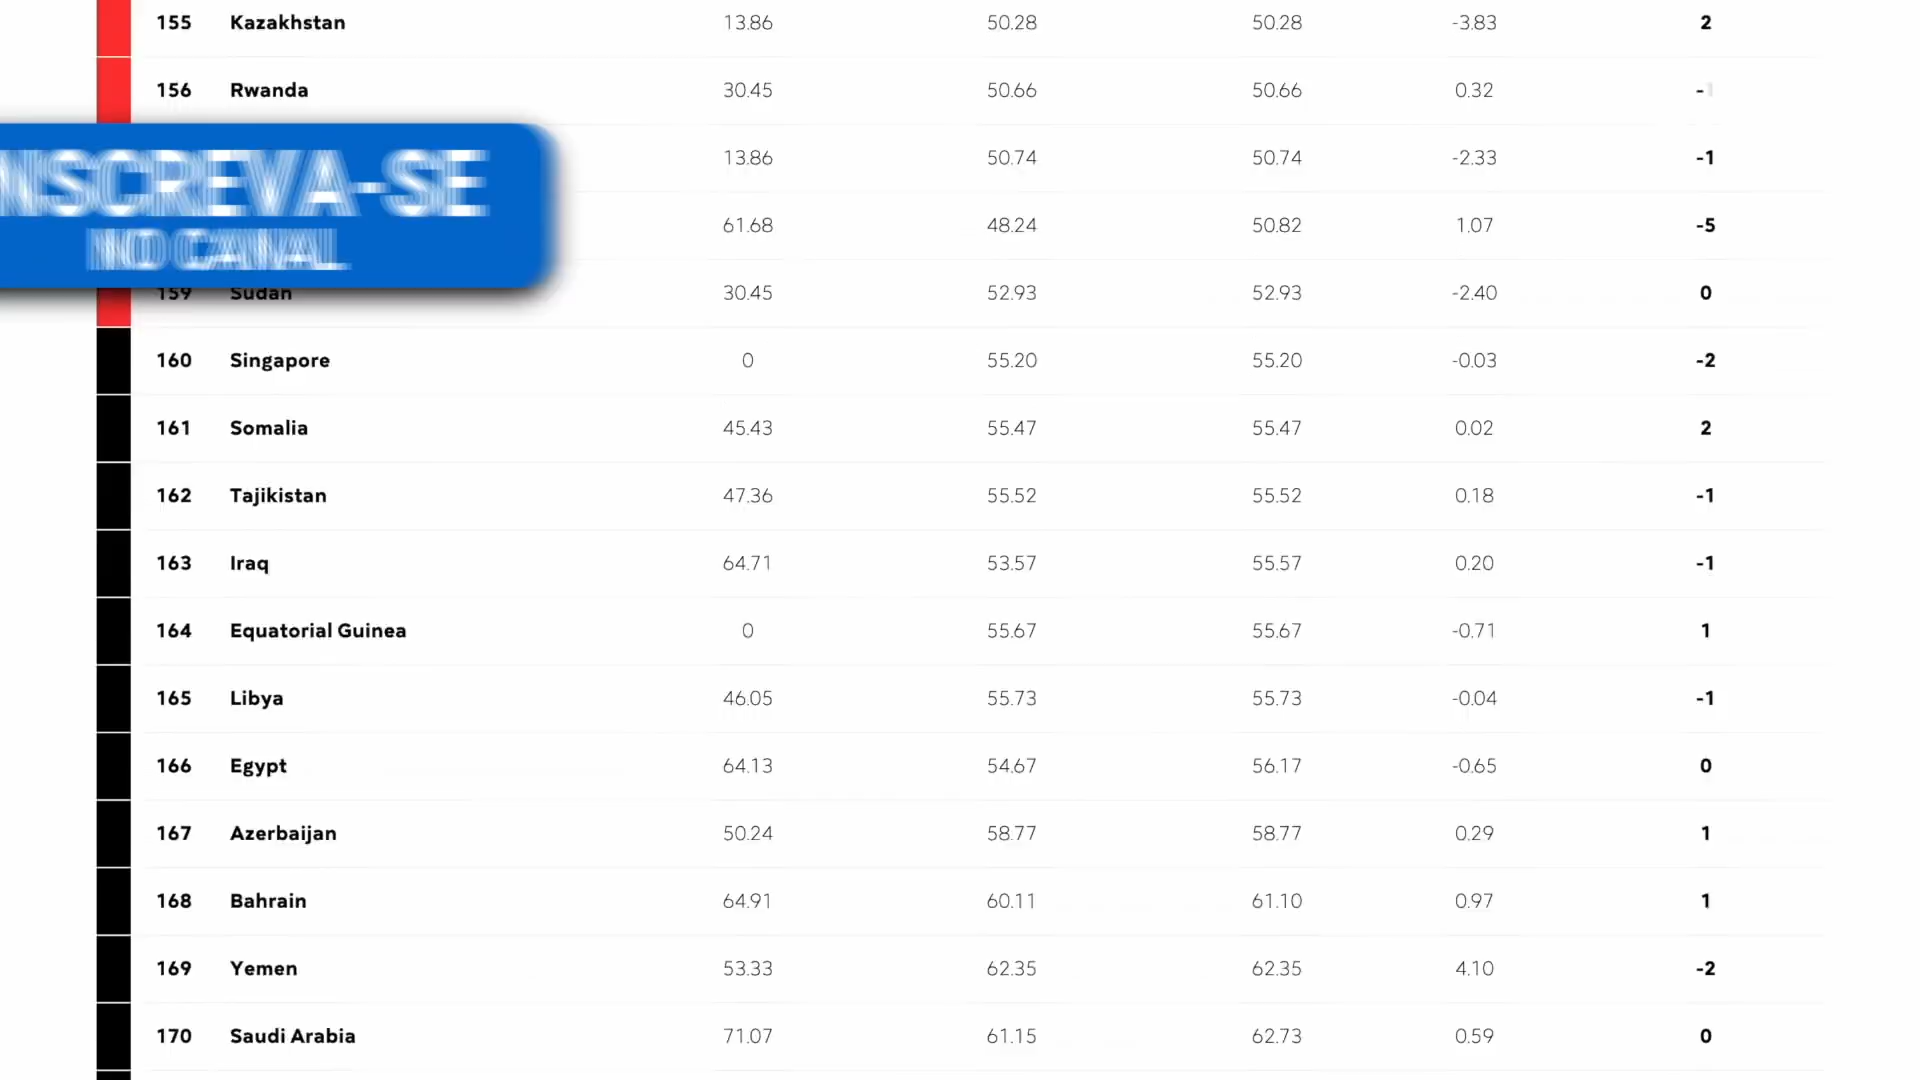 155 Kazakhstan 13.86 50.28 50.28 -3.83 2
156 Rwanda 30.45 50.66 50.66 0.32 -1
13.86 50.74 50.74 -2.33 -1
NSCREVA-SE
NO CANAL
61.68 48.24 50.82 1.07 -5
159 Sudan 30.45 52.93 52.93 -2.40 0
160 Singapore 0 55.20 55.20 -0.03 -2
161 Somalia 45.43 55.47 55.47 0.02 2
162 Tajikistan 47.36 55.52 55.52 0.18 -1
163 Iraq 64.71 53.57 55.57 0.20 -1
164 Equatorial Guinea 0 55.67 55.67 -0.71 1
165 Libya 46.05 55.73 55.73 -0.04 -1
166 Egypt 64.13 54.67 56.17 -0.65 0
167 Azerbaijan 50.24 58.77 58.77 0.29 1
168 Bahrain 64.91 60.11 61.10 0.97 1
169 Yemen 53.33 62.35 62.35 4.10 -2
170 Saudi Arabia 71.07 61.15 62.73 0.59 0